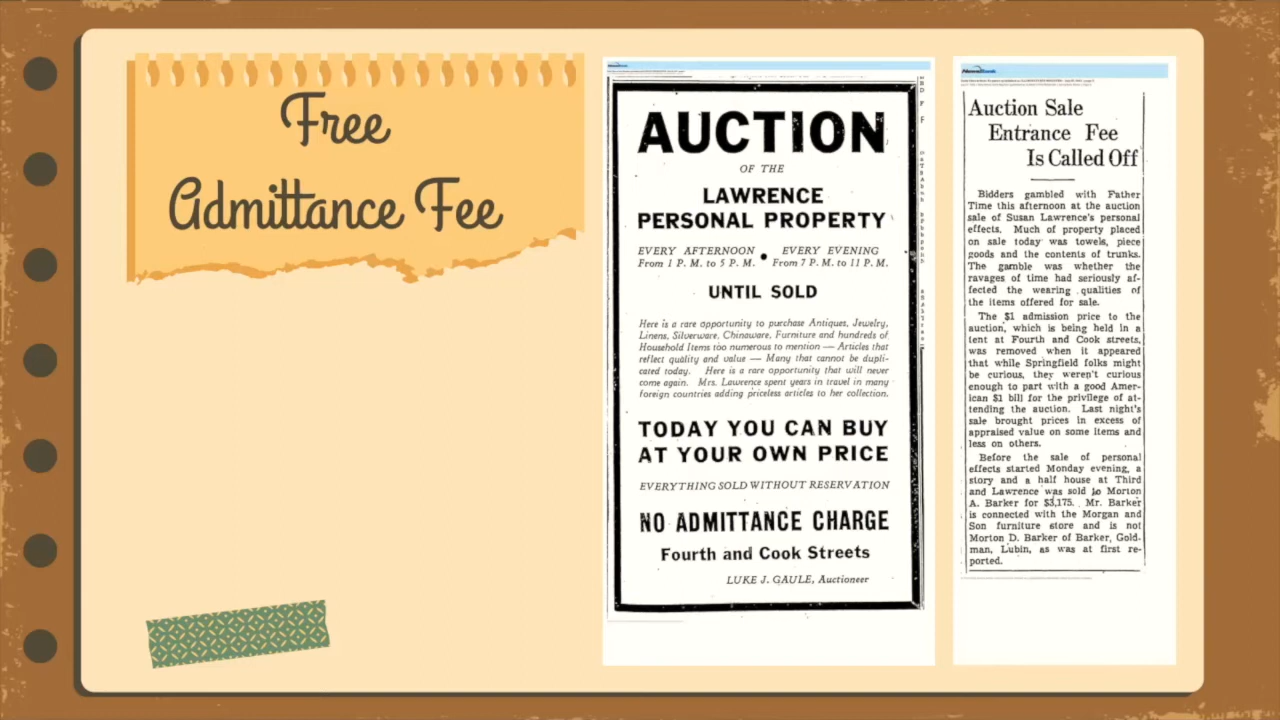 Free
Admittance Fee
AUCTION
OF THE
LAWRENCE
PERSONAL PROPERTY
EVERY AFTERNOON • EVERY EVENING
From 1 P. M. to 5 P. M. From 7 P. M. to 11 P. M.
UNTIL SOLD
Here is a rare opportunity to purchase Antiques, Jewelry,
Linens, Silverware, Chinaware, Furniture and hundreds of
Household Items too numerous to mention — Articles that
reflect quality and value — Many that cannot be dupli-
cated today. Here is a rare opportunity that will never
come again. Mrs. Lawrence spent years in travel in many
foreign countries adding priceless articles to her collection.
TODAY YOU CAN BUY
AT YOUR OWN PRICE
EVERYTHING SOLD WITHOUT RESERVATION
NO ADMITTANCE CHARGE
Fourth and Cook Streets
LUKE J. GAULE, Auctioneer
NewsBank
Auction Sale
Entrance Fee
Is Called Off
Bidders gambled with Father
Time this afternoon at the auction
sale of Susan Lawrence's personal
effects. Much of property placed
on sale today was towels, piece
goods and the contents of trunks.
The gamble was whether the
ravages of time had seriously af-
fected the wearing qualities of
the items offered for sale.
The $1 admission price to the
auction, which is being held in a
tent at Fourth and Cook streets,
was removed when it appeared
that while Springfield folks might
be curious, they weren't curious
enough to part with a good Amer-
ican $1 bill for the privilege of at-
tending the auction. Last night's
sale brought prices in excess of
appraised value on some items and
less on others.
Before the sale of personal
effects started Monday evening, a
story and a half house at Third
and Lawrence was sold to Morton
A. Barker for $3,175. Mr. Barker
is connected with the Morgan and
Son furniture store and is not
Morton D. Barker of Barker, Gold-
man, Lubin, as was at first re-
ported.